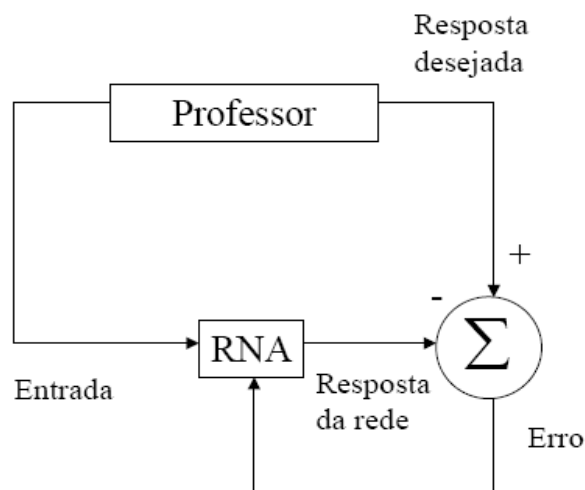 Resposta
desejada
Professor
+
-
RNA
Σ
Entrada
Resposta
da rede
Erro